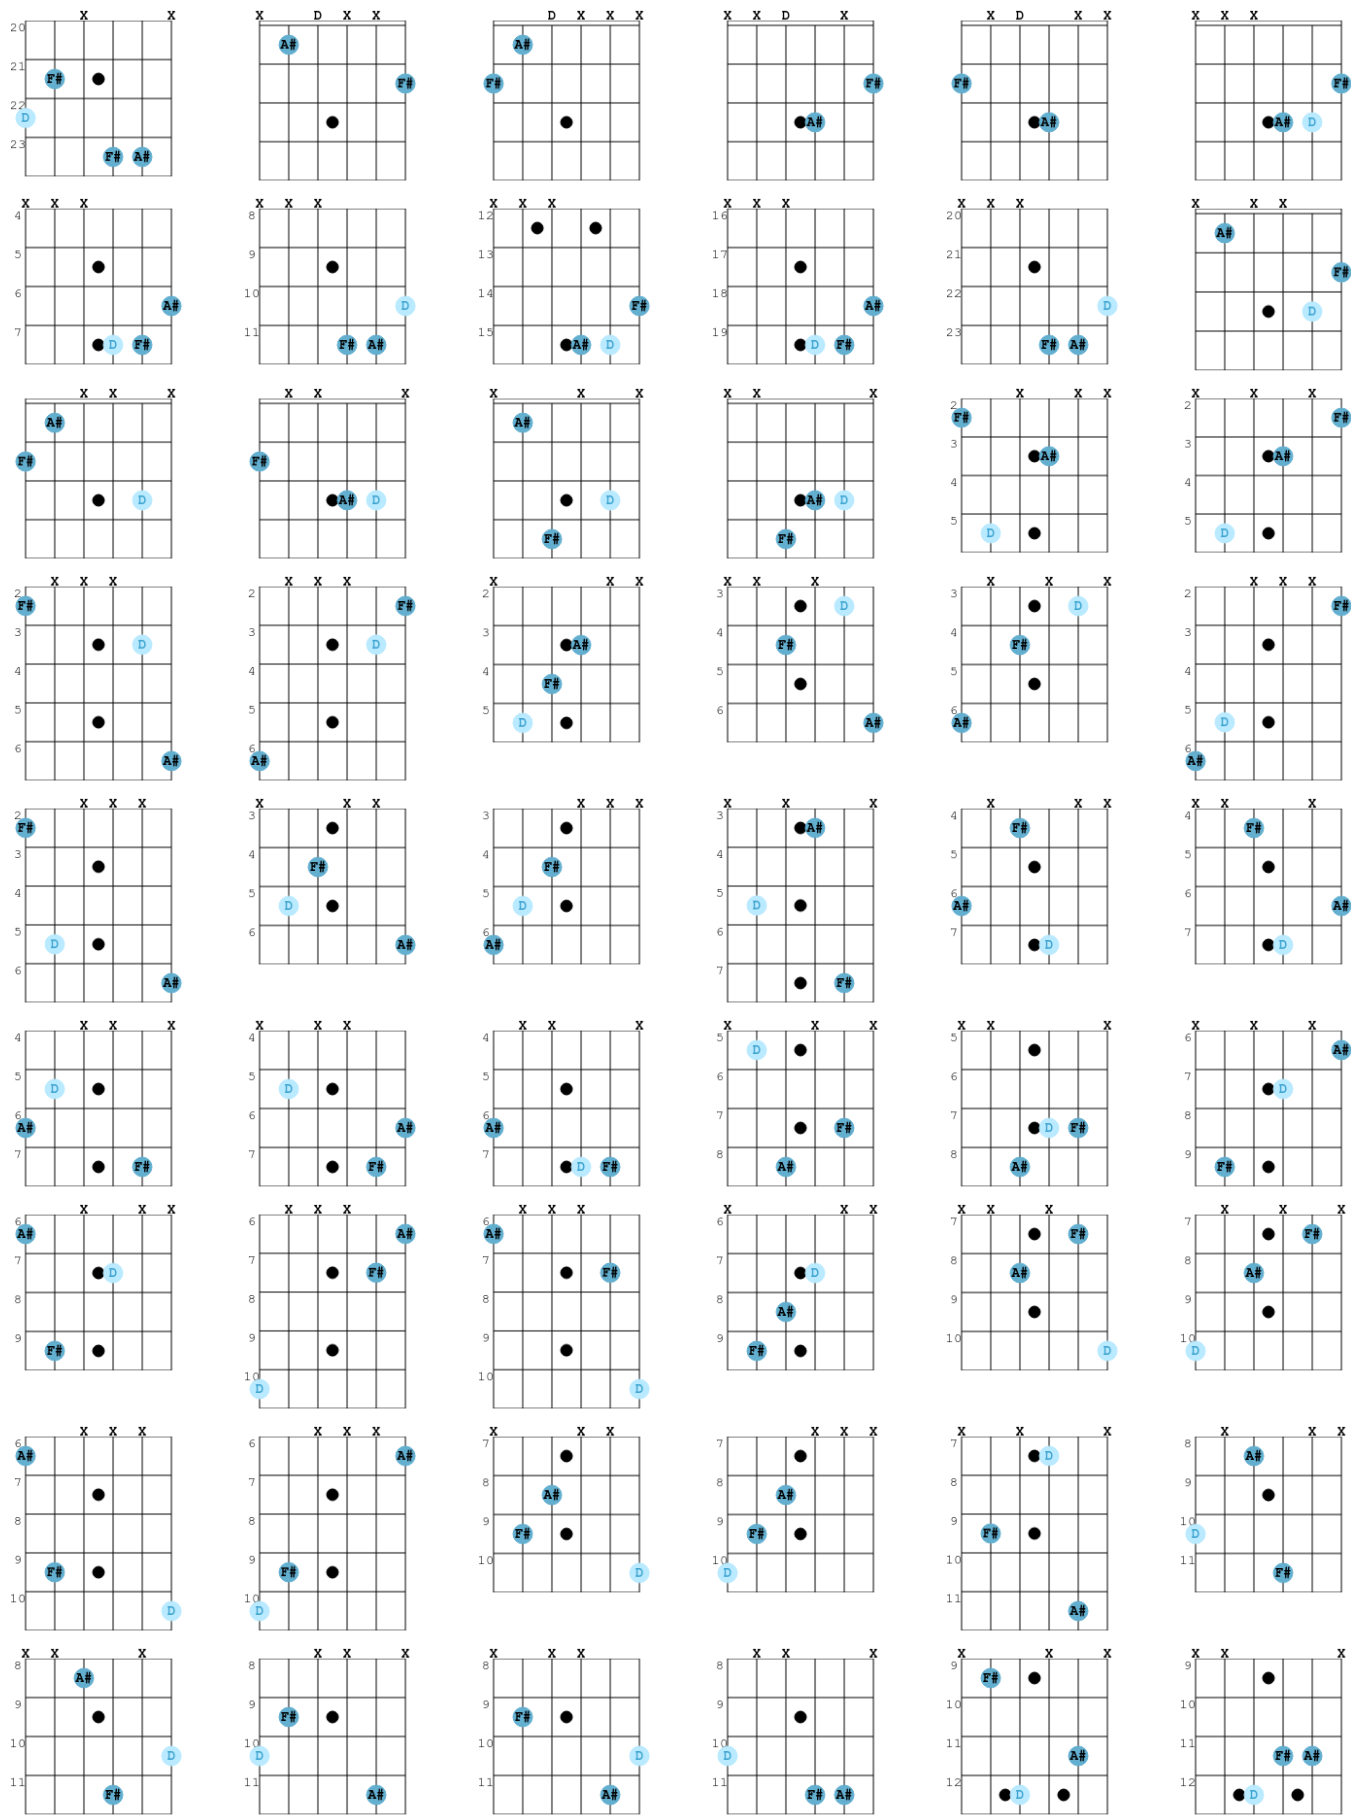 X X X D X X D X X X X X D X X D X X X X X
20 A# A#
21 F# F# F# F# F# F#
22 D A# A# A# D
23 F# A#
X X X X X X X X X X X X X X X X X X
4 8 12 16 20 A#
5 9 13 17 21 F#
6 A# 10 D 14 F# 18 A# 22 D D
7 D F# 11 F# A# 15 A# D 19 D F# 23 F# A#
X X X X X X X X X X X X X X X X X
A# A# 2 F# 2 F#
F# F# 3 A# 3 A#
D A# D D A# D 4 4
F# F# 5 D 5 D
X X X X X X X X X X X X X X X X X X
2 F# 2 F# 2 3 D 3 D 2 F#
3 D 3 D 3 A# 4 F# 4 F# 3
4 4 4 F# 5 5 4
5 5 5 D 6 A# 6 A# 5 D
6 A# 6 A# 6 A#
X X X X X X X X X X X X X X X X X X
2 F# 3 3 3 A# 4 F# 4 F#
3 4 F# 4 F# 4 5 5
4 5 D 5 D 5 D 6 A# 6 A#
5 D 6 A# 6 A# 6 7 D 7 D
6 A# 7 F#
X X X X X X X X X X X X X X X X X X
4 4 4 5 D 5 6 A#
5 D 5 D 5 6 6 7 D
6 A# 6 A# 6 A# 7 F# 7 D F# 8
7 F# 7 F# 7 D F# 8 A# 8 A# 9 F#
X X X X X X X X X X X X X X X X X X
6 A# 6 A# 6 A# 6 7 F# 7 F#
7 D 7 F# 7 F# 7 D 8 A# 8 A#
8 8 8 8 A# 9 9
9 F# 9 9 9 F# 10 D 10 D
10 D 10 D
X X X X X X X X X X X X X X X X X X
6 A# 6 A# 7 7 7 D 8 A#
7 7 8 A# 8 A# 8 9
8 8 9 F# 9 F# 9 F# 10 D
9 F# 9 F# 10 D 10 D 10 11 F#
10 D 10 D 11 A#
X X X X X X X X X X X X X X X X X X
8 A# 8 8 8 9 F# 9
9 9 F# 9 F# 9 10 10
10 D 10 D 10 D 10 D 11 A# 11 F# A#
11 F# 11 A# 11 A# 11 F# A# 12 D 12 D